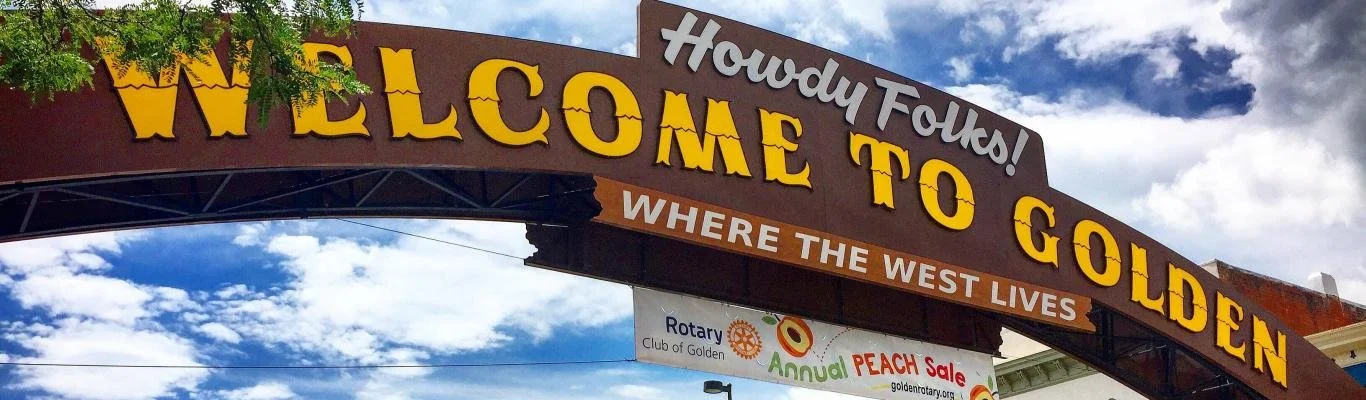 Howdy Folks!
WELCOME TO GOLDEN
WHERE THE WEST LIVES
Rotary
Club of Golden
Annual PEACH Sale
goldenrotary.org